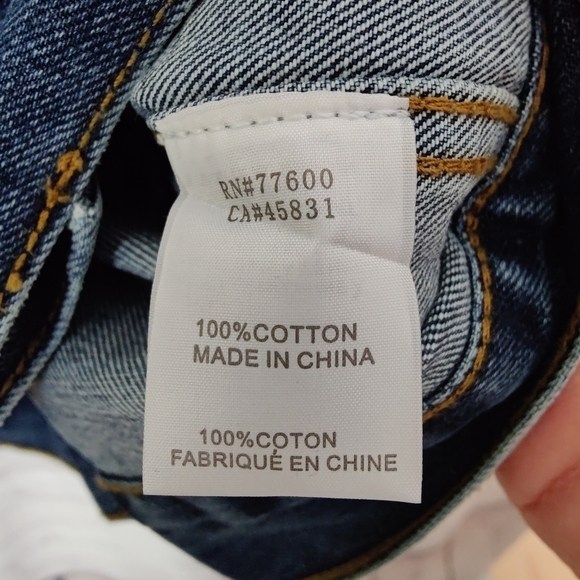 RN#77600
CA#45831
100%COTTON
MADE IN CHINA
100%COTON
FABRIQUÉ EN CHINE